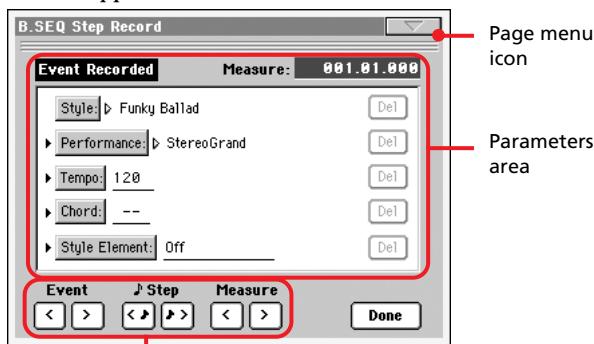 B.SEQ Step Record
Page menu
icon
Event Recorded Measure: 001.01.000
Style: Funky Ballad Del
Performance: StereoGrand Del
Parameters
area
Tempo: 120 Del
Chord: -- Del
Style Element: Off Del
Event ♪ Step Measure
< > <♪ ♪> < > Done